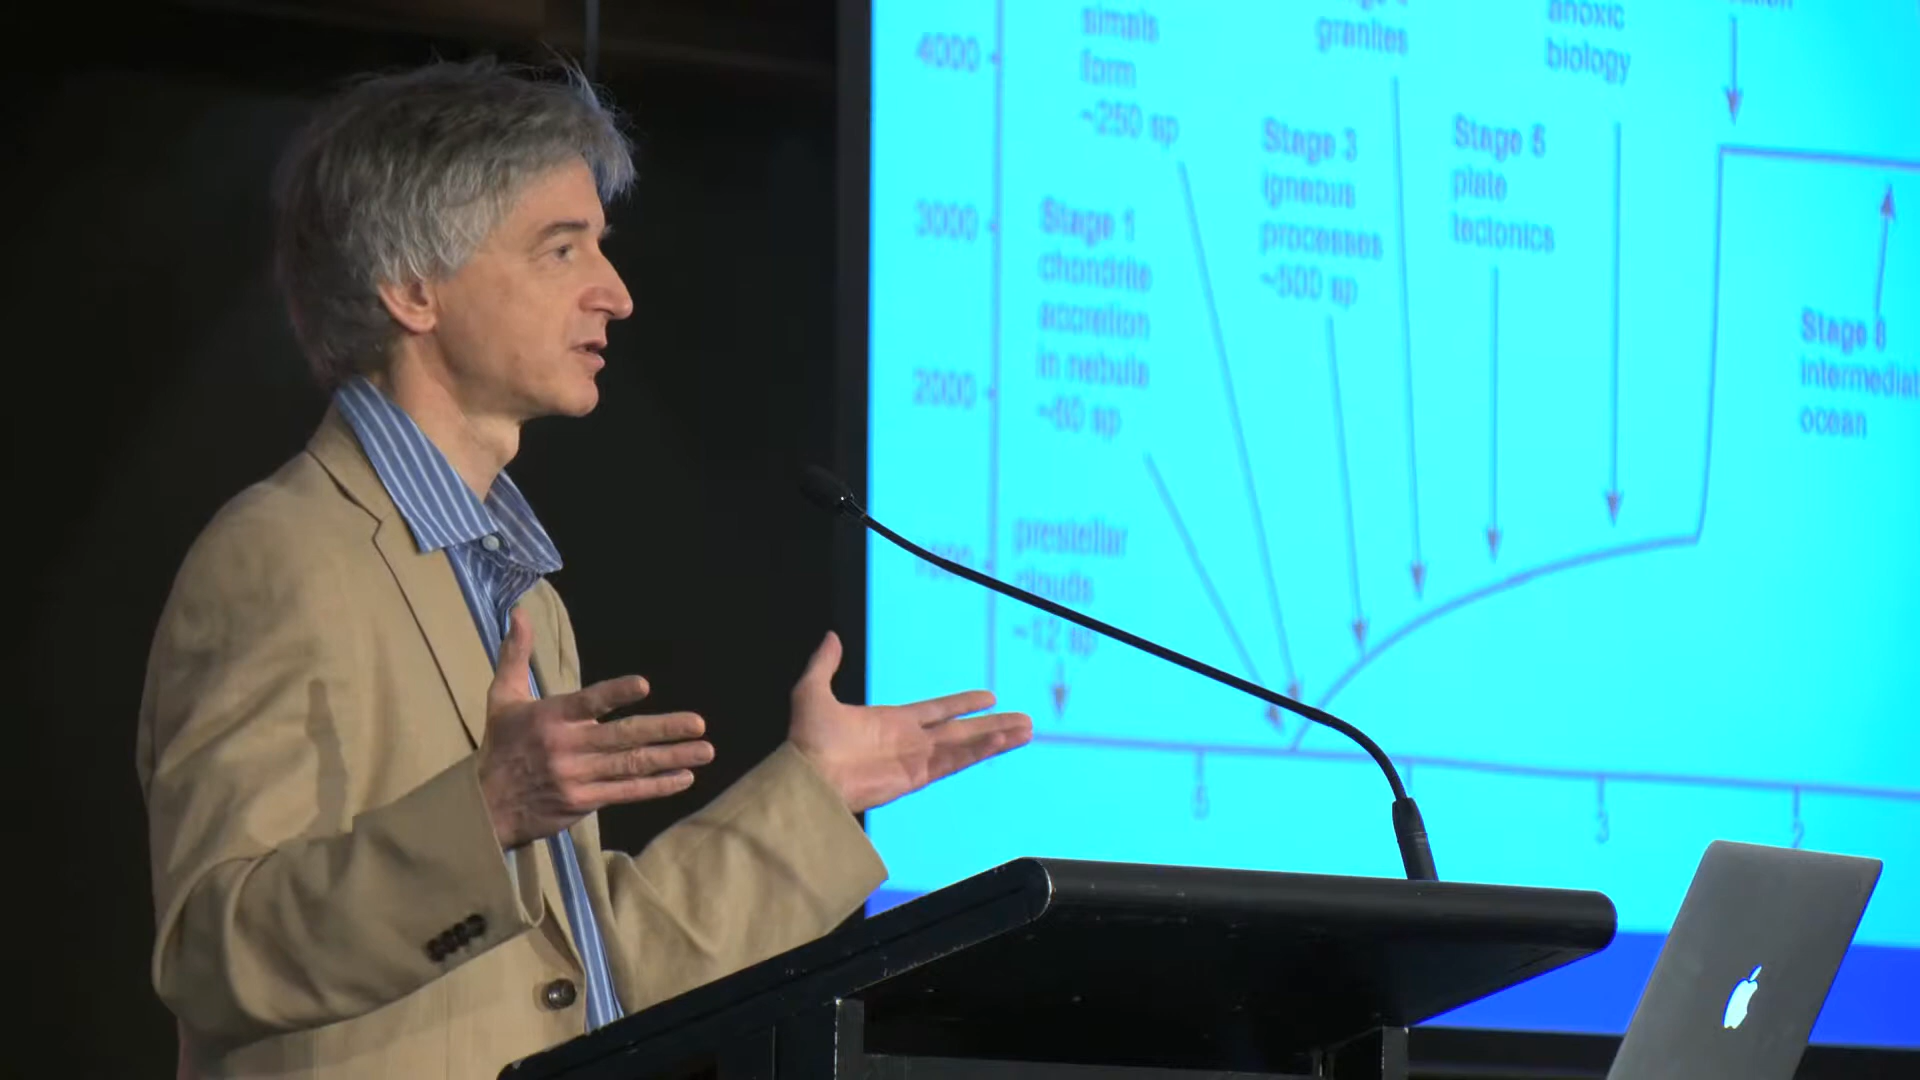 4000
3000
2000
simals
form
~250 sp
granites
anoxic
biology
Stage 1
chondrite
accretion
in nebula
~60 sp
Stage 3
igneous
processes
~500 sp
Stage 5
plate
tectonics
Stage 8
intermediat
ocean
prestellar
clouds
~12 sp
5
3
2